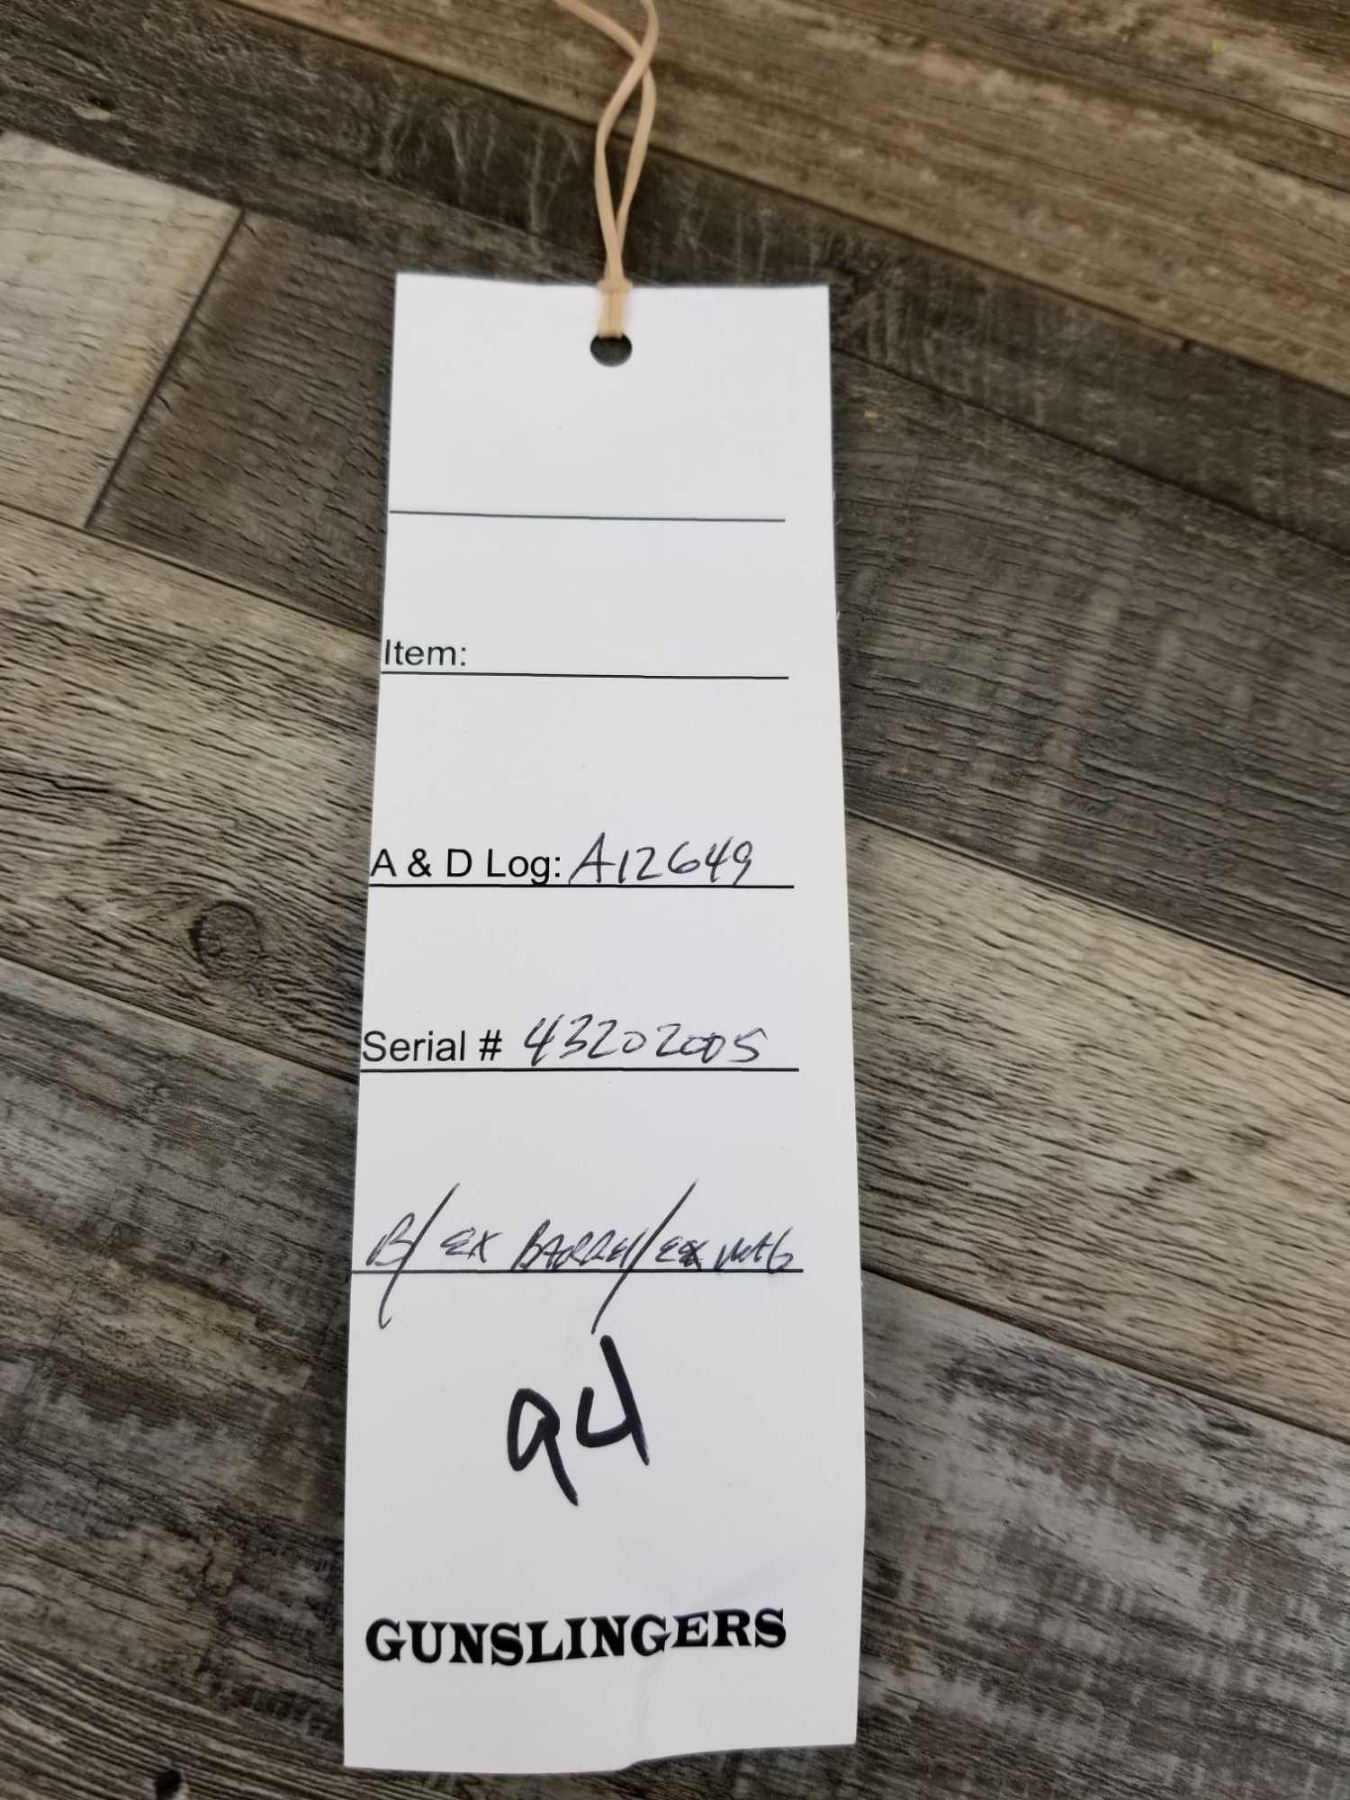 Item:
A & D Log: A12649
Serial # 43202005
B/ EX BARREL/EX MAG
94
GUNSLINGERS